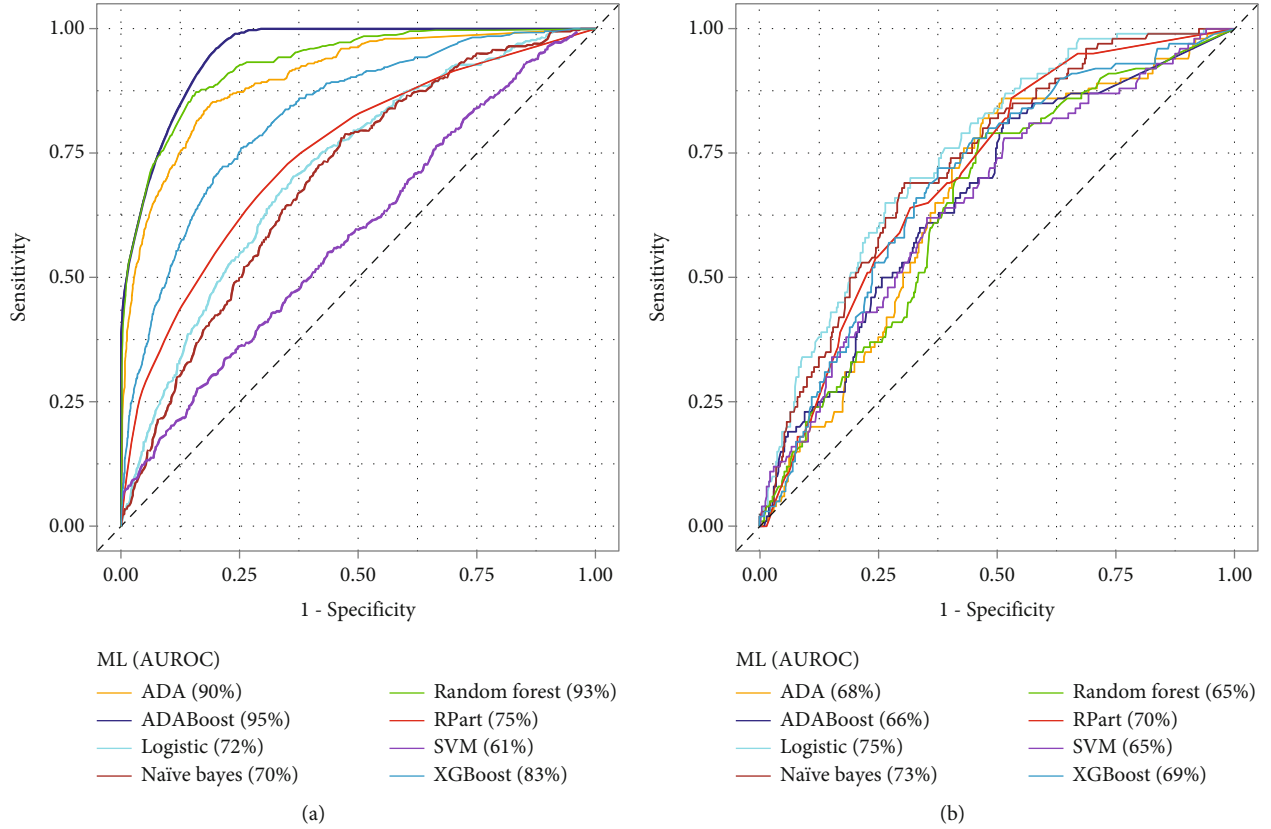 1.00
0.75
0.50
0.25
0.00
Sensitivity
0.00 0.25 0.50 0.75 1.00
1 - Specificity
ML (AUROC)
ADA (90%) Random forest (93%)
ADABoost (95%) RPart (75%)
Logistic (72%) SVM (61%)
Naïve bayes (70%) XGBoost (83%)
(a)
1.00
0.75
0.50
0.25
0.00
Sensitivity
0.00 0.25 0.50 0.75 1.00
1 - Specificity
ML (AUROC)
ADA (68%) Random forest (65%)
ADABoost (66%) RPart (70%)
Logistic (75%) SVM (65%)
Naïve bayes (73%) XGBoost (69%)
(b)